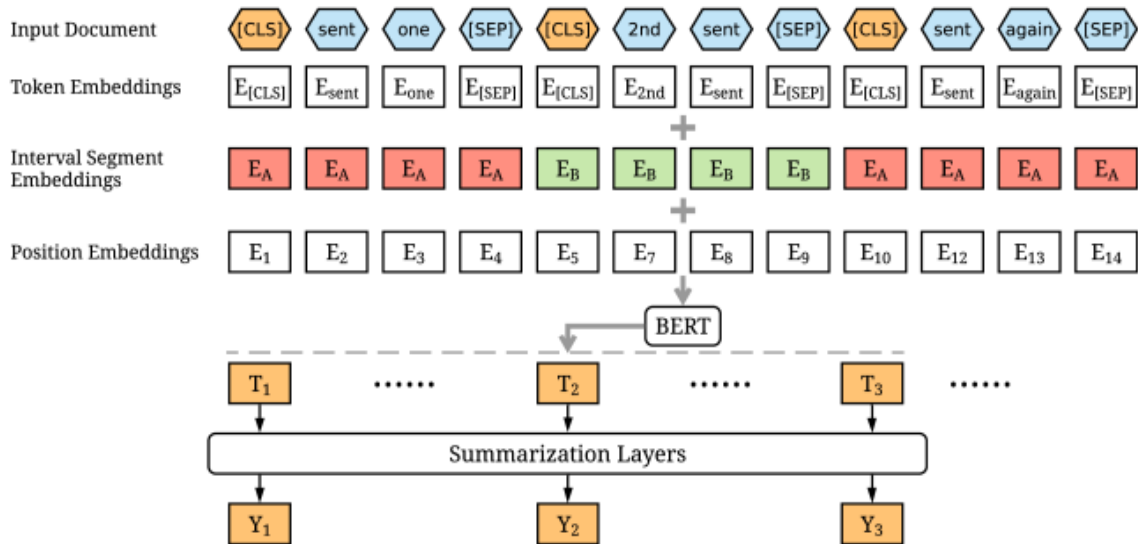 Input Document [CLS] sent one [SEP] [CLS] 2nd sent [SEP] [CLS] sent again [SEP]
Token Embeddings E[CLS] Esent Eone E[SEP] E[CLS] E2nd Esent E[SEP] E[CLS] Esent Eagain E[SEP]
+
Interval Segment
Embeddings EA EA EA EA EB EB EB EB EA EA EA EA
+
Position Embeddings E1 E2 E3 E4 E5 E7 E8 E9 E10 E12 E13 E14
BERT
T1 ...... T2 ...... T3 ......
Summarization Layers
Y1 Y2 Y3